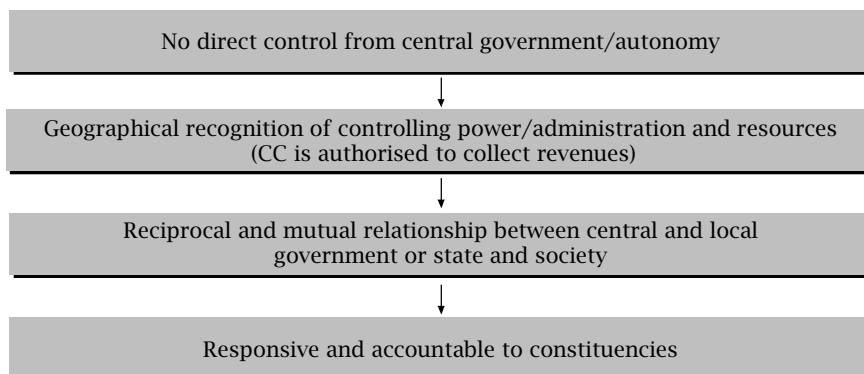 No direct control from central government/autonomy
Geographical recognition of controlling power/administration and resources
(CC is authorised to collect revenues)
Reciprocal and mutual relationship between central and local
government or state and society
Responsive and accountable to constituencies